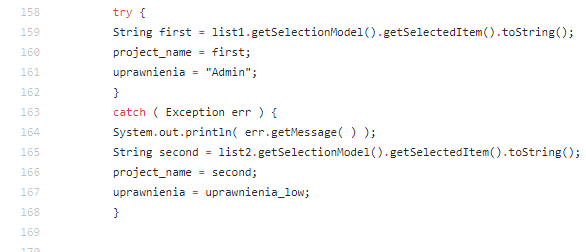 158 try {
159 String first = list1.getSelectionModel().getSelectedItem().toString();
160 project_name = first;
161 uprawnienia = "Admin";
162 }
163 catch ( Exception err ) {
164 System.out.println( err.getMessage( ) );
165 String second = list2.getSelectionModel().getSelectedItem().toString();
166 project_name = second;
167 uprawnienia = uprawnienia_low;
168 }
169